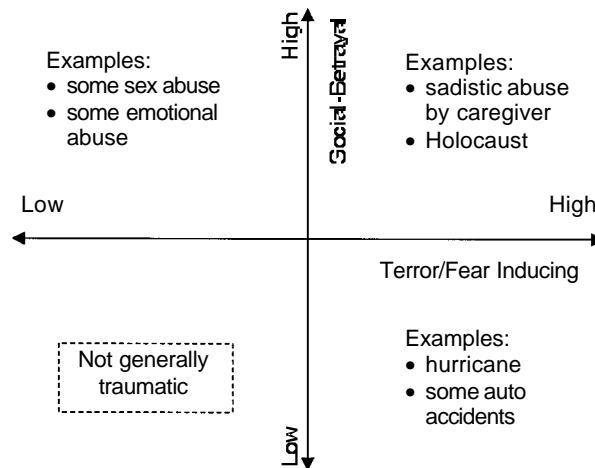 Examples:
• some sex abuse
• some emotional
abuse
High
Social-Betrayal
Examples:
• sadistic abuse
by caregiver
• Holocaust
Low
High
Terror/Fear Inducing
Not generally
traumatic
Examples:
• hurricane
• some auto
accidents
Low